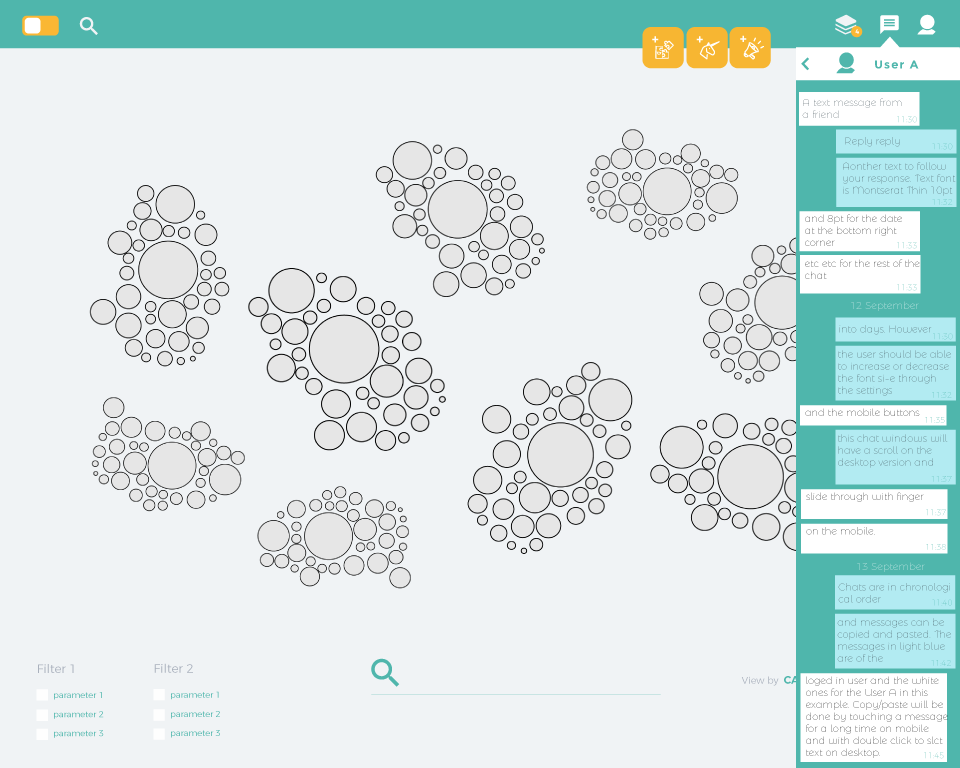 User A
A text message from
a friend
11:30
Reply reply
11:30
Aonther text to follow
your response. Text font
is Montserat Thin 10pt
11:32
and 8pt for the date
at the bottom right
corner
11:33
etc etc for the rest of the
chat
11:33
12 September
into days. However
11:30
the user should be able
to increase or decrease
the font si-e through
the settings
11:32
and the mobile buttons
11:35
this chat windows will
have a scroll on the
desktop version and
11:37
slide through with finger
11:37
on the mobile.
11:38
13 September
Chats are in chronologi
cal order
11:40
and messages can be
copied and pasted. The
messages in light blue
are of the
11:42
loged in user and the white
ones for the User A in this
example. Copy/paste will be
done by touching a message
for a long time on mobile
and with double click to slct
text on desktop.
11:45
Filter 1
parameter 1
parameter 2
parameter 3
Filter 2
parameter 1
parameter 2
parameter 3
View by CA